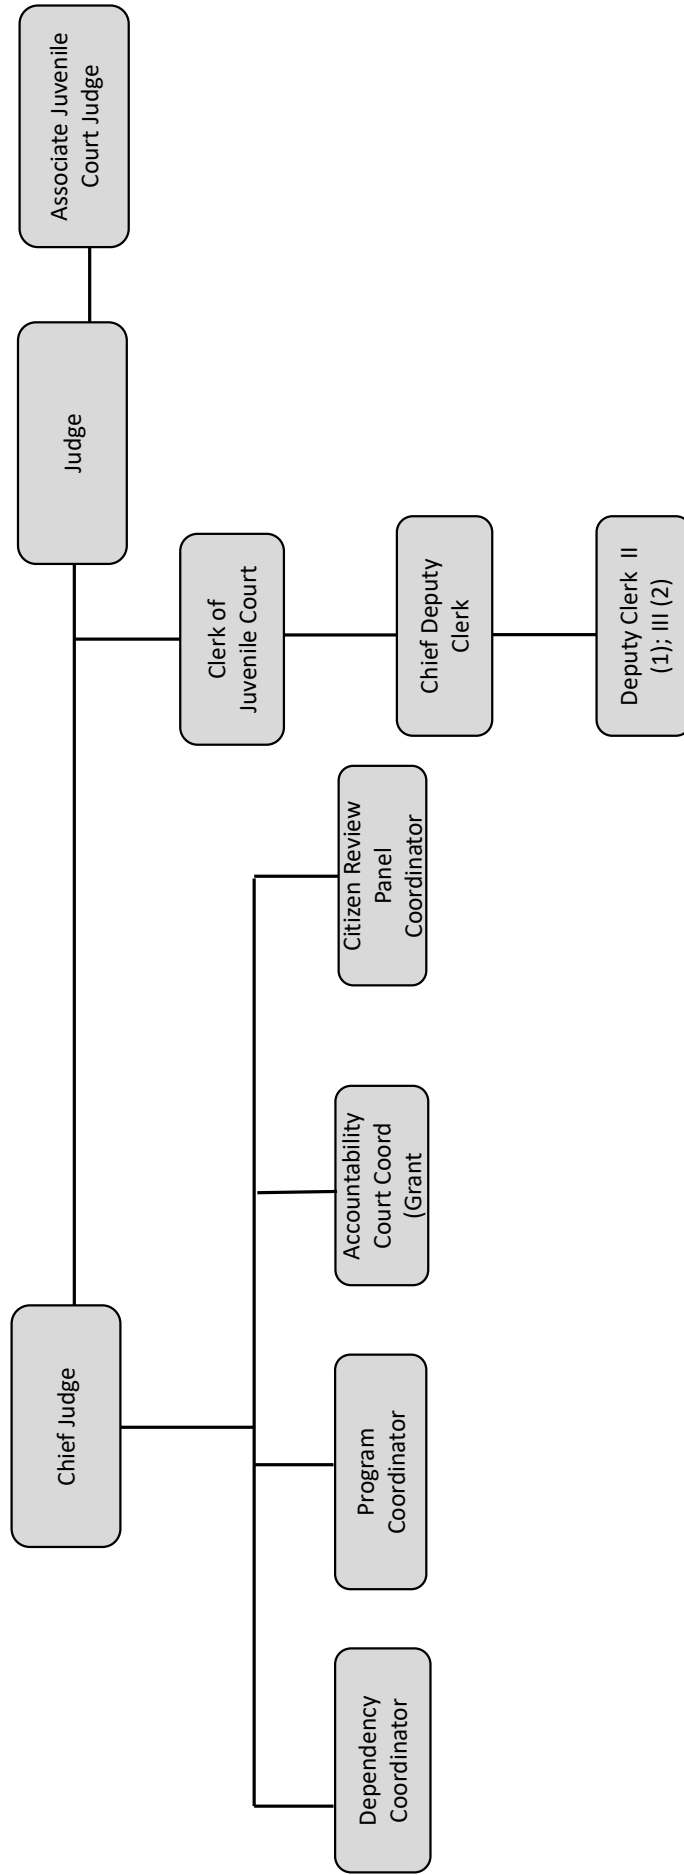 Chief Judge
Judge
Associate Juvenile
Court Judge
Clerk of
Juvenile Court
Dependency
Coordinator
Program
Coordinator
Accountability
Court Coord
(Grant
Citizen Review
Panel
Coordinator
Chief Deputy
Clerk
Deputy Clerk II
(1); III (2)